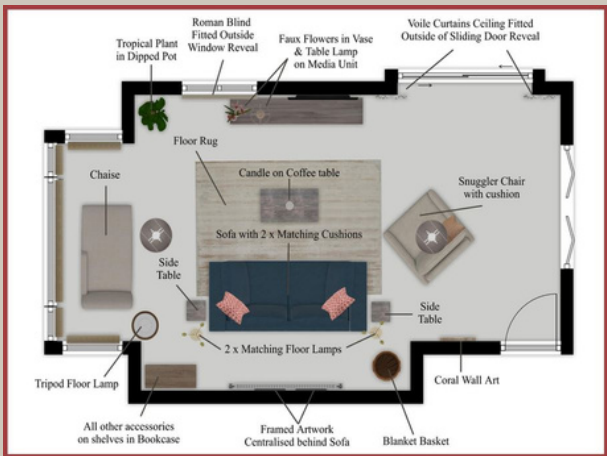 Roman Blind
Fitted Outside
Window Reveal
Faux Flowers in Vase
& Table Lamp
on Media Unit
Voile Curtains Ceiling Fitted
Outside of Sliding Door Reveal
Tropical Plant
in Dipped Pot
Floor Rug
Chaise
Candle on Coffee table
Snuggler Chair
with cushion
Sofa with 2 x Matching Cushions
Side
Table
Side
Table
2 x Matching Floor Lamps
Tripod Floor Lamp
Coral Wall Art
All other accessories
on shelves in Bookcase
Framed Artwork
Centralised behind Sofa
Blanket Basket